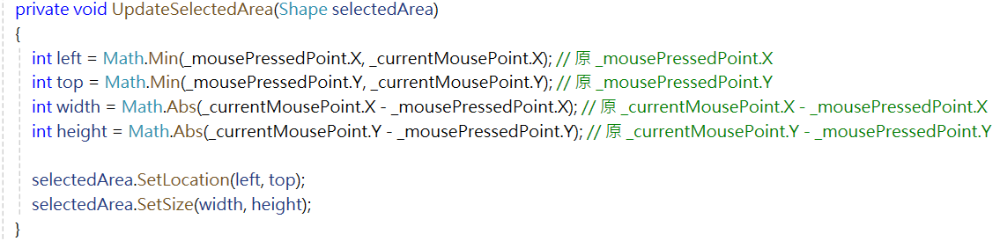 private void UpdateSelectedArea(Shape selectedArea)
{
int left = Math.Min(_mousePressedPoint.X, _currentMousePoint.X); // 原 _mousePressedPoint.X
int top = Math.Min(_mousePressedPoint.Y, _currentMousePoint.Y); // 原 _mousePressedPoint.Y
int width = Math.Abs(_currentMousePoint.X - _mousePressedPoint.X); // 原 _currentMousePoint.X - _mousePressedPoint.X
int height = Math.Abs(_currentMousePoint.Y - _mousePressedPoint.Y); // 原 _currentMousePoint.Y - _mousePressedPoint.Y
selectedArea.SetLocation(left, top);
selectedArea.SetSize(width, height);
}